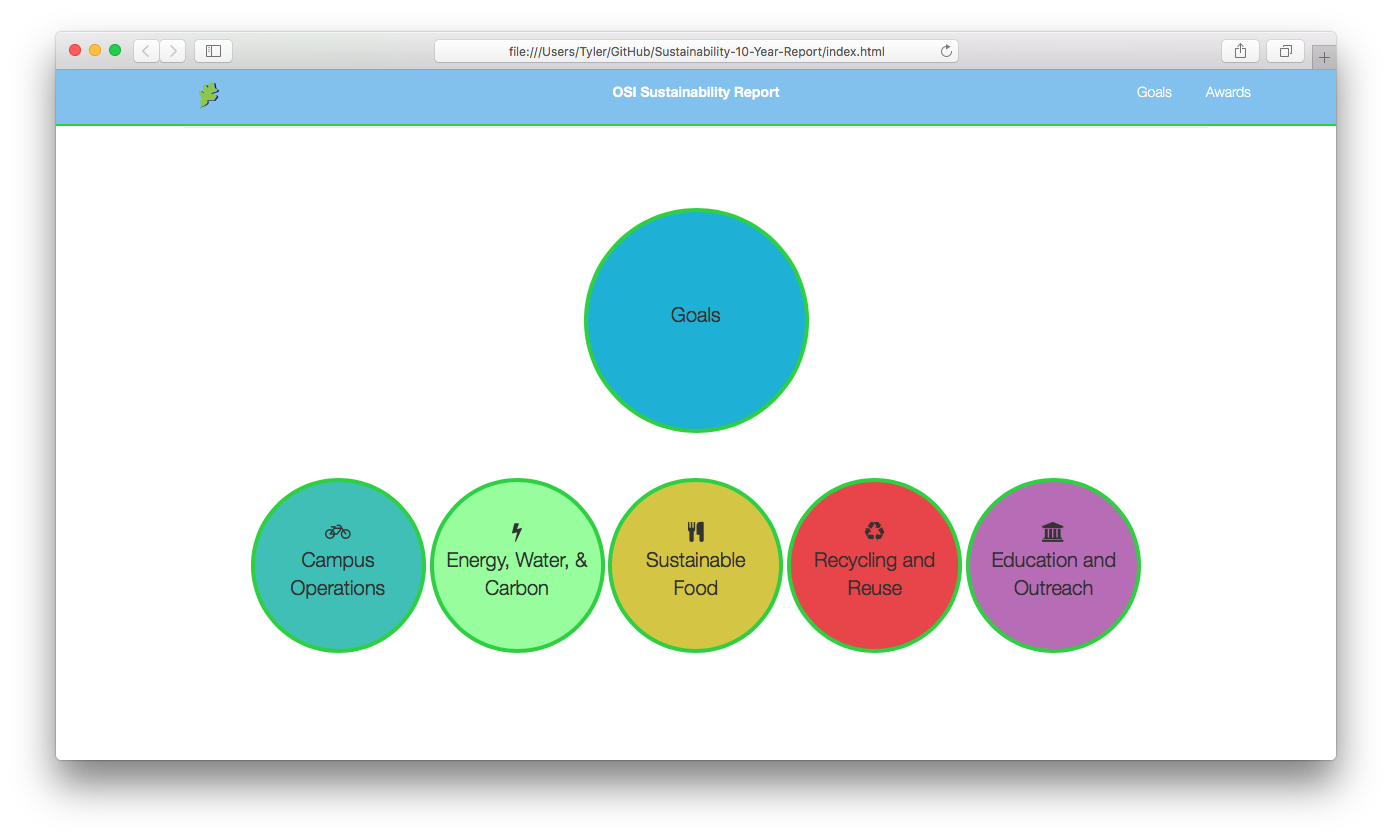 file:///Users/Tyler/GitHub/Sustainability-10-Year-Report/index.html
OSI Sustainability Report
Goals
Awards
Goals
Campus
Operations
Energy, Water, &
Carbon
Sustainable
Food
Recycling and
Reuse
Education and
Outreach